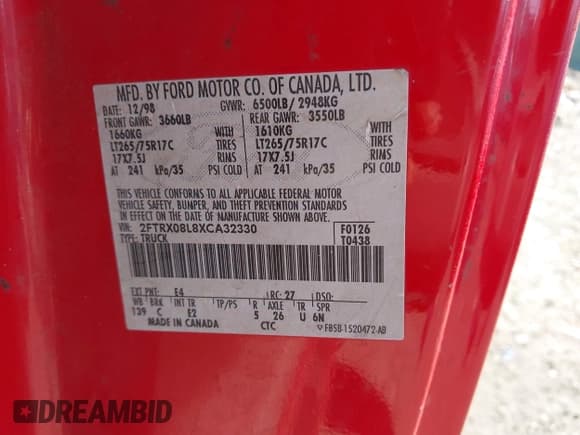 MFD. BY FORD MOTOR CO. OF CANADA, LTD.
DATE: 12/98 GVWR: 6500LB/ 2948KG
FRONT GAWR: 3660LB REAR GAWR: 3550LB
1660KG WITH 1610KG WITH
LT265/75R17C TIRES LT265/75R17C TIRES
17X7.5J RIMS 17X7.5J RIMS
AT 241 kPa/35 PSI COLD AT 241 kPa/35 PSI COLD
THIS VEHICLE CONFORMS TO ALL APPLICABLE FEDERAL MOTOR
VEHICLE SAFETY, BUMPER, AND THEFT PREVENTION STANDARDS
IN EFFECT ON THE DATE OF MANUFACTURE SHOWN ABOVE.
VIN: 2FTRX08L8XCA32330 F0126
TYPE: TRUCK T0438
EXT PNT: E4 RC: 27 DSO:
WB BRK INT TR TP/PS R AXLE TR SPR
139 C E2 5 26 U 6N
MADE IN CANADA CTC F85B-1520472-AB
DREAMBID